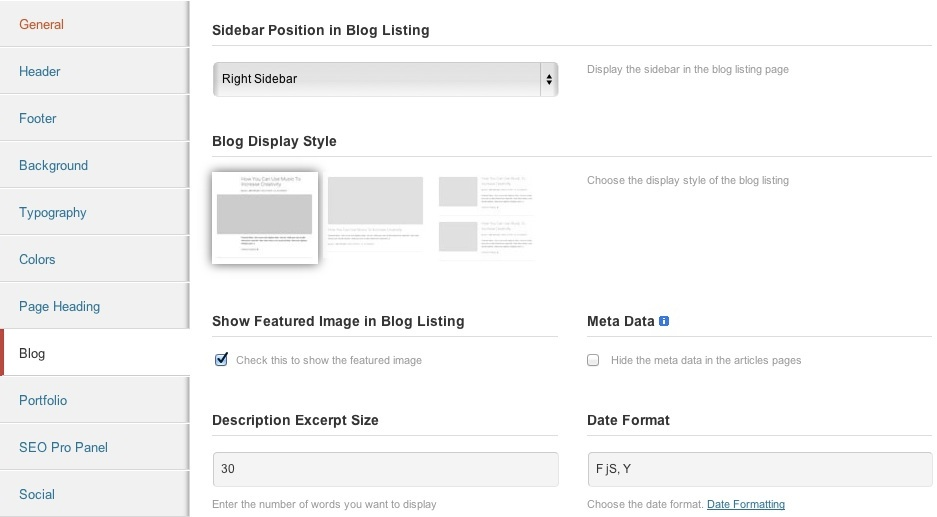 General
Header
Footer
Background
Typography
Colors
Page Heading
Blog
Portfolio
SEO Pro Panel
Social
Sidebar Position in Blog Listing
Right Sidebar
Display the sidebar in the blog listing page
Blog Display Style
How You Can Use Music To
Increase Creativity
How You Can Use Music To Increase Creativity
How You Can Use Music To
Increase Creativity
How You Can Use Music To
Increase Creativity
Choose the display style of the blog listing
Show Featured Image in Blog Listing
Check this to show the featured image
Meta Data
Hide the meta data in the articles pages
Description Excerpt Size
30
Enter the number of words you want to display
Date Format
F jS, Y
Choose the date format. Date Formatting